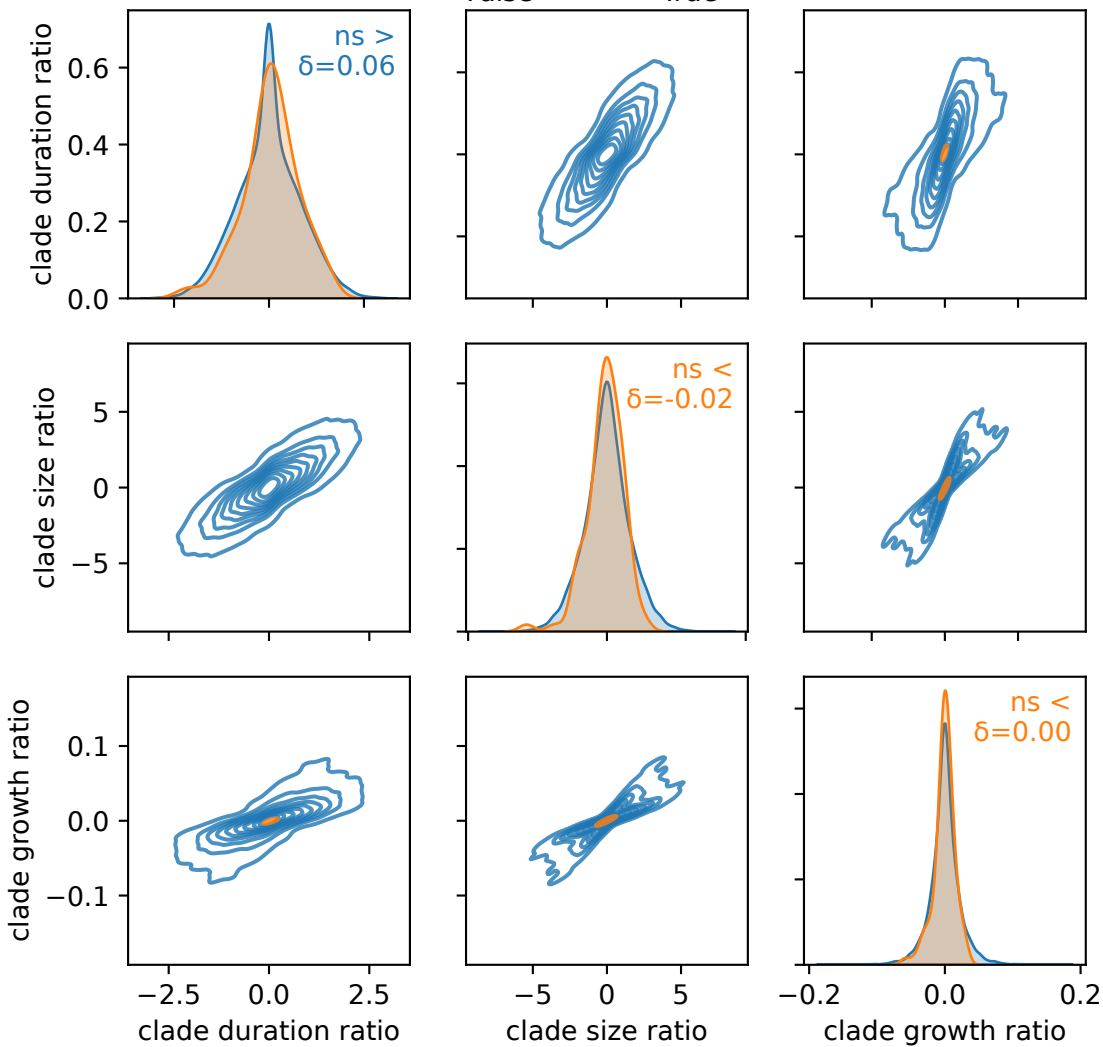 clade duration ratio
0.6
0.4
0.2
0.0
ns >
δ=0.06
−5
0
5
clade size ratio
5
0
−5
ns <
δ=-0.02
clade growth ratio
0.1
0.0
−0.1
ns <
δ=0.00
−2.5
0.0
2.5
−5
0
5
−0.2
0.0
0.2
clade duration ratio
clade size ratio
clade growth ratio